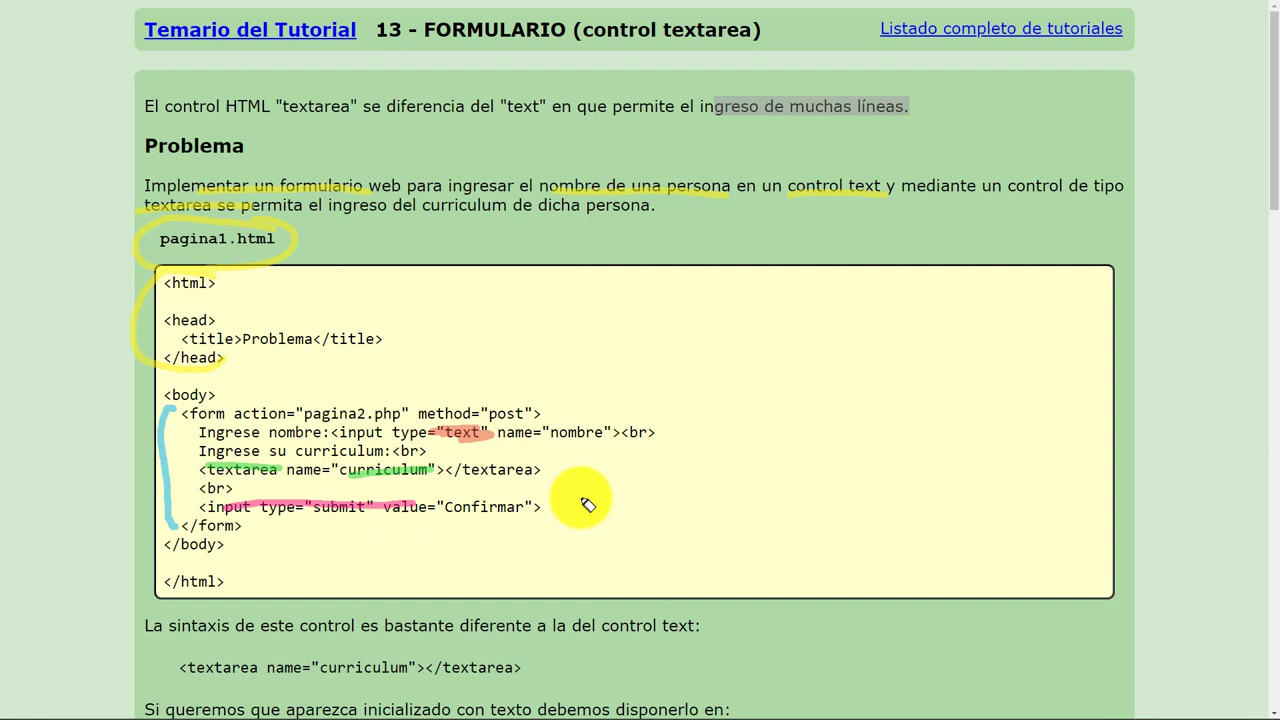 Temario del Tutorial 13 - FORMULARIO (control textarea) Listado completo de tutoriales
El control HTML "textarea" se diferencia del "text" en que permite el ingreso de muchas líneas.
Problema
Implementar un formulario web para ingresar el nombre de una persona en un control text y mediante un control de tipo
textarea se permita el ingreso del curriculum de dicha persona.
pagina1.html
<html>
<head>
<title>Problema</title>
</head>
<body>
<form action="pagina2.php" method="post">
Ingrese nombre:<input type="text" name="nombre"><br>
Ingrese su curriculum:<br>
<textarea name="curriculum"></textarea>
<br>
<input type="submit" value="Confirmar">
</form>
</body>
</html>
La sintaxis de este control es bastante diferente a la del control text:
<textarea name="curriculum"></textarea>
Si queremos que aparezca inicializado con texto debemos disponerlo en: